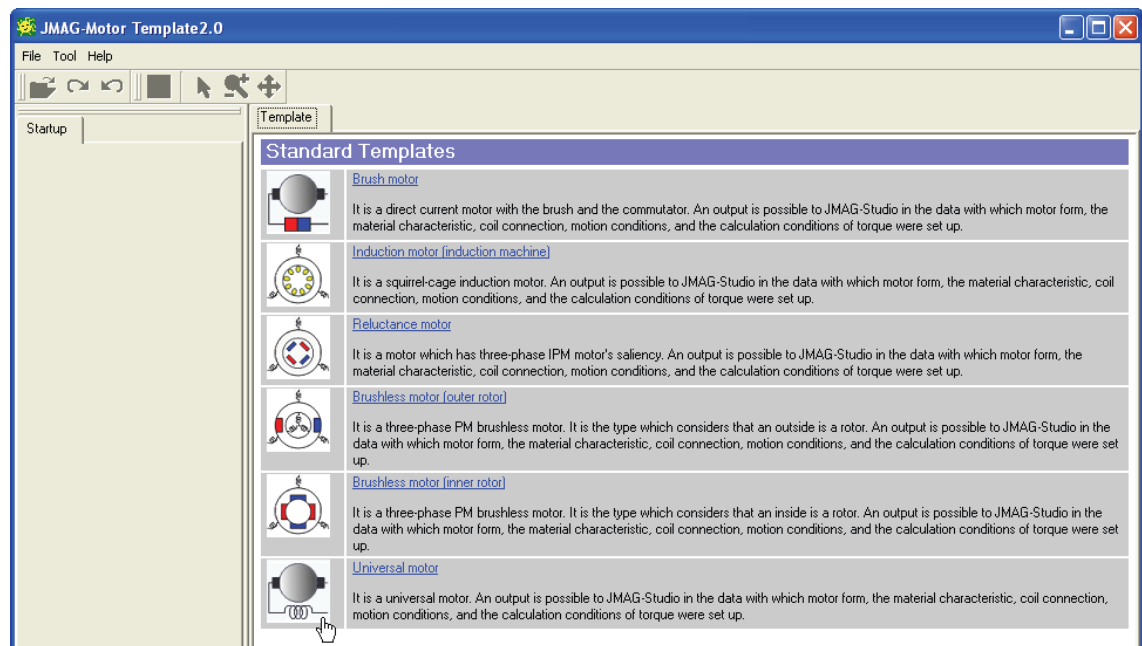 JMAG-Motor Template2.0
File Tool Help
Startup
Template
Standard Templates
Brush motor
It is a direct current motor with the brush and the commutator. An output is possible to JMAG-Studio in the data with which motor form, the
material characteristic, coil connection, motion conditions, and the calculation conditions of torque were set up.
Induction motor (induction machine)
It is a squirrel-cage induction motor. An output is possible to JMAG-Studio in the data with which motor form, the material characteristic, coil
connection, motion conditions, and the calculation conditions of torque were set up.
Reluctance motor
It is a motor which has three-phase IPM motor's saliency. An output is possible to JMAG-Studio in the data with which motor form, the
material characteristic, coil connection, motion conditions, and the calculation conditions of torque were set up.
Brushless motor (outer rotor)
It is a three-phase PM brushless motor. It is the type which considers that an outside is a rotor. An output is possible to JMAG-Studio in the
data with which motor form, the material characteristic, coil connection, motion conditions, and the calculation conditions of torque were set
up.
Brushless motor (inner rotor)
It is a three-phase PM brushless motor. It is the type which considers that an inside is a rotor. An output is possible to JMAG-Studio in the
data with which motor form, the material characteristic, coil connection, motion conditions, and the calculation conditions of torque were set
up.
Universal motor
It is a universal motor. An output is possible to JMAG-Studio in the data with which motor form, the material characteristic, coil connection,
motion conditions, and the calculation conditions of torque were set up.